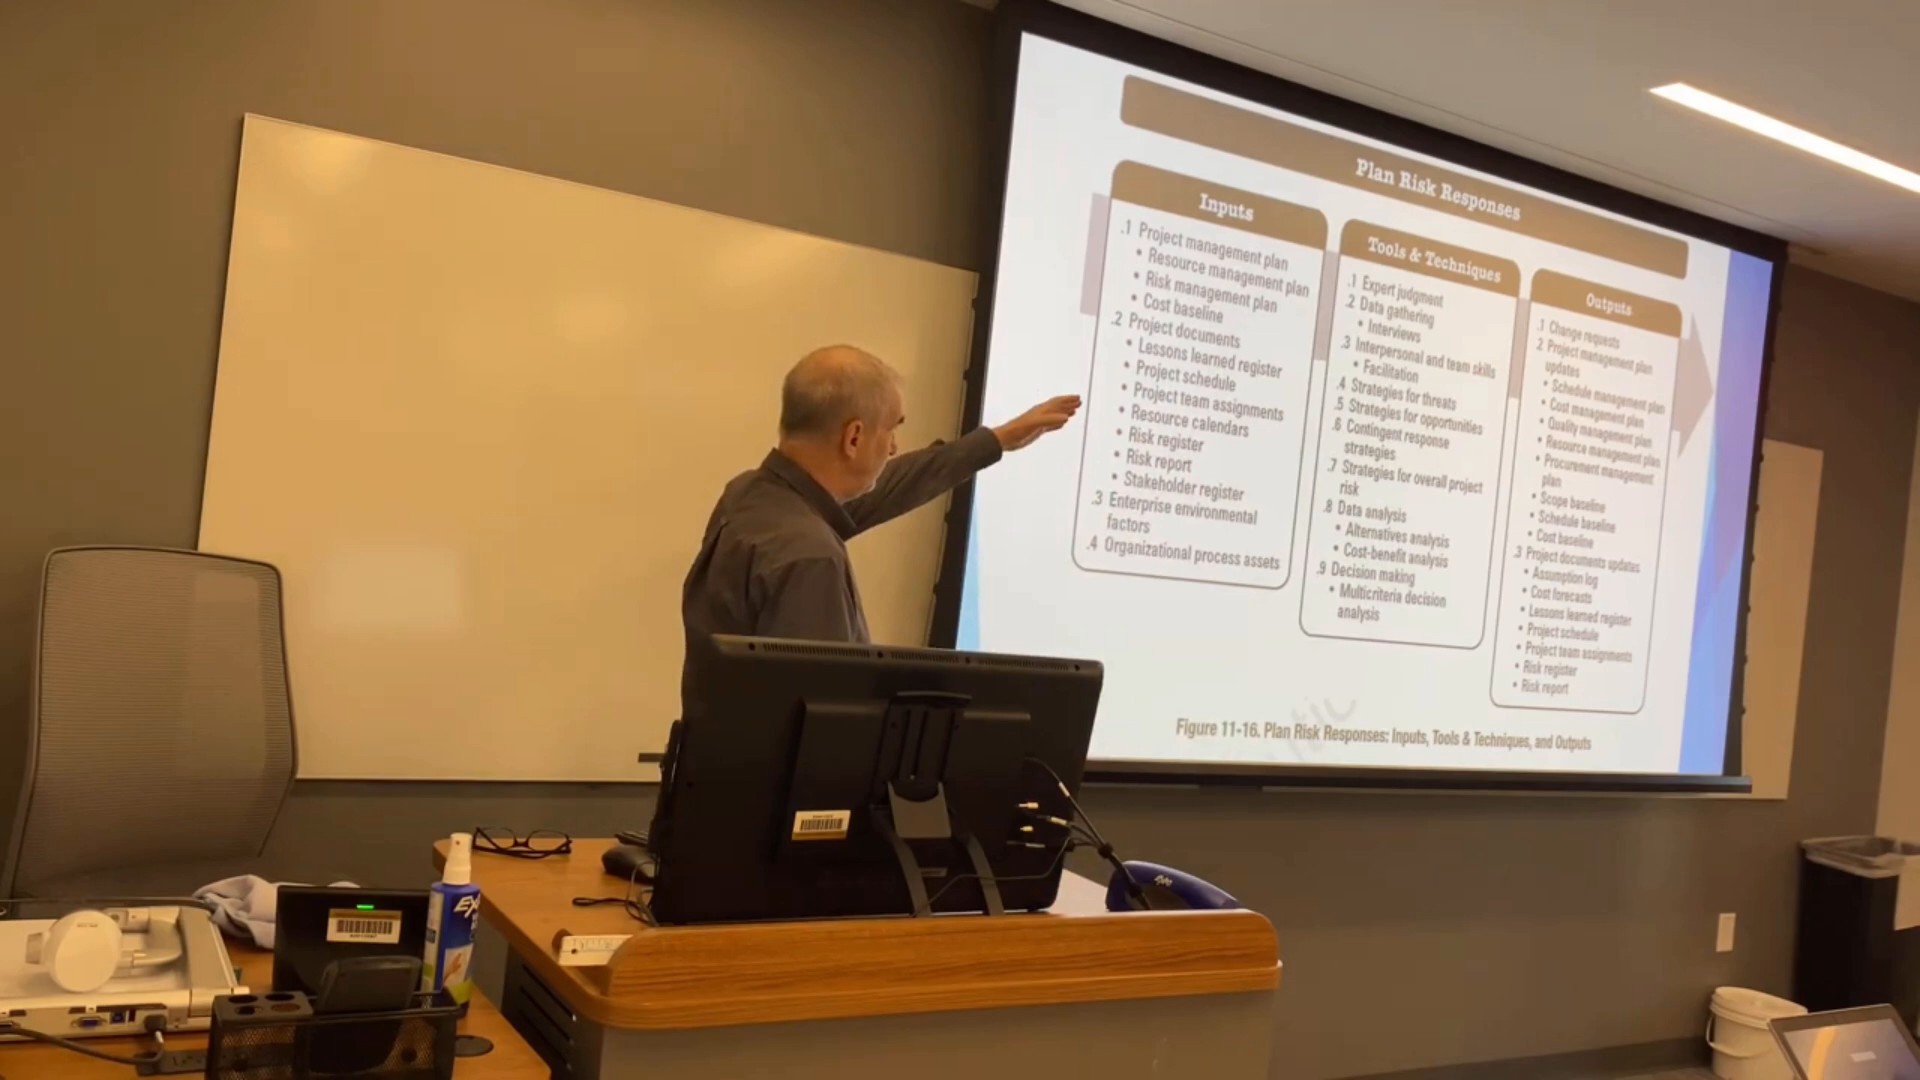 Plan Risk Responses
Inputs
.1 Project management plan
• Resource management plan
• Risk management plan
• Cost baseline
.2 Project documents
• Lessons learned register
• Project schedule
• Project team assignments
• Resource calendars
• Risk register
• Risk report
• Stakeholder register
.3 Enterprise environmental
factors
.4 Organizational process assets
Tools & Techniques
.1 Expert judgment
.2 Data gathering
• Interviews
.3 Interpersonal and team skills
• Facilitation
.4 Strategies for threats
.5 Strategies for opportunities
.6 Contingent response
strategies
.7 Strategies for overall project
risk
.8 Data analysis
• Alternatives analysis
• Cost-benefit analysis
.9 Decision making
• Multicriteria decision
analysis
Outputs
.1 Change requests
.2 Project management plan
updates
• Schedule management plan
• Cost management plan
• Quality management plan
• Resource management plan
• Procurement management
plan
• Scope baseline
• Schedule baseline
• Cost baseline
.3 Project documents updates
• Assumption log
• Cost forecasts
• Lessons learned register
• Project schedule
• Project team assignments
• Risk register
• Risk report
Figure 11-16. Plan Risk Responses: Inputs, Tools & Techniques, and Outputs